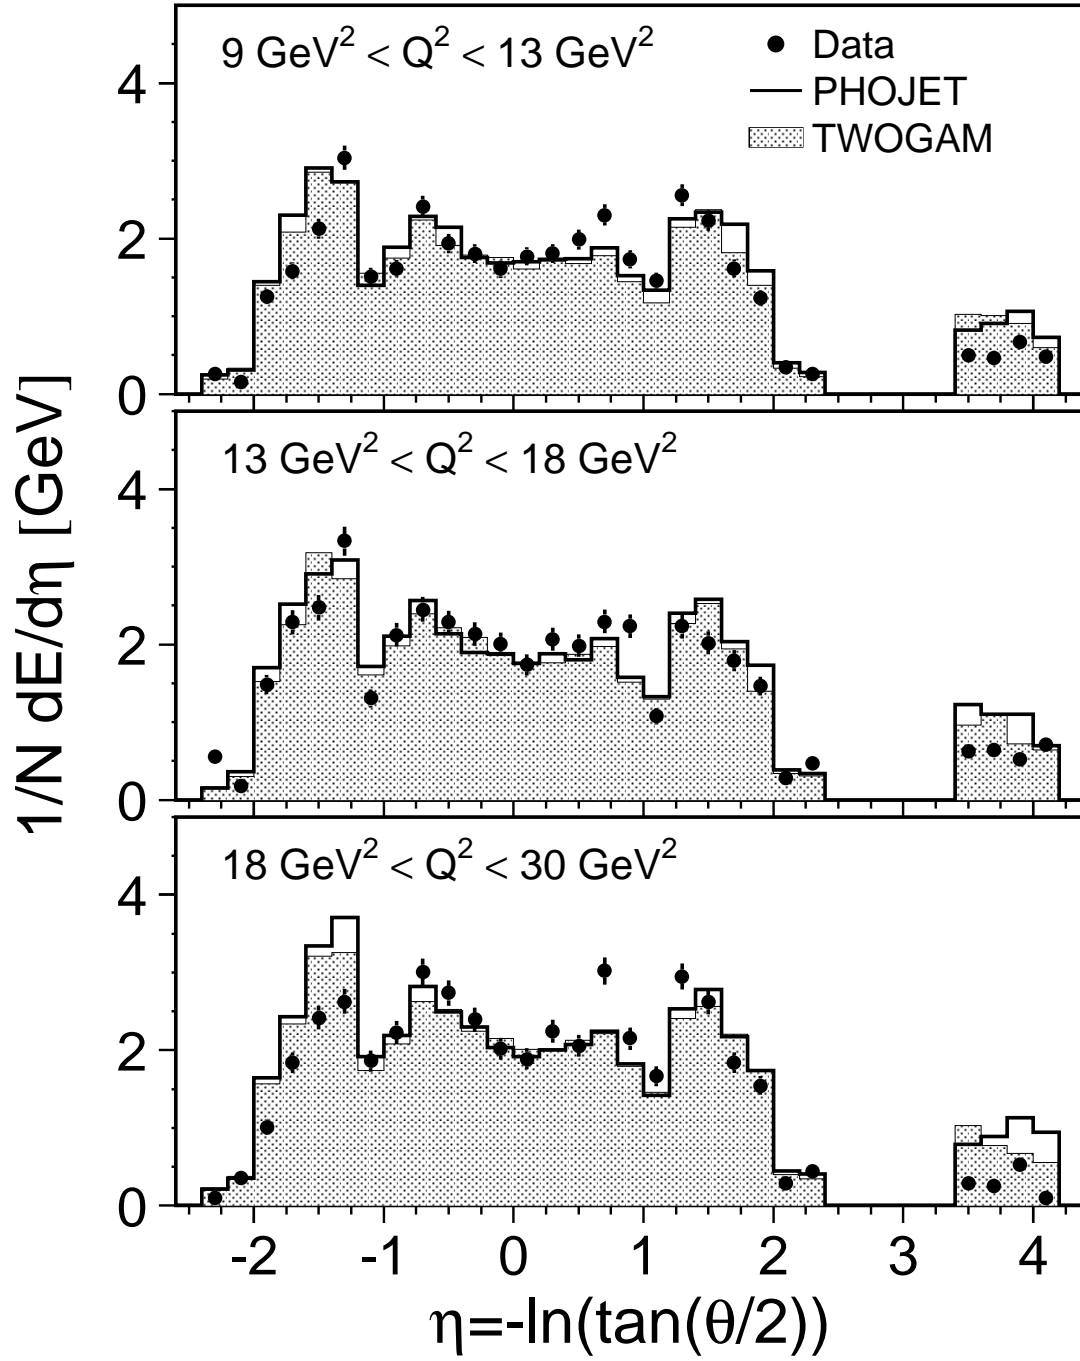 9 GeV² < Q² < 13 GeV²
Data
PHOJET
TWOGAM
4
2
0
13 GeV² < Q² < 18 GeV²
4
2
0
18 GeV² < Q² < 30 GeV²
4
2
0
1/N dE/dη [GeV]
-2 -1 0 1 2 3 4
η=-ln(tan(θ/2))